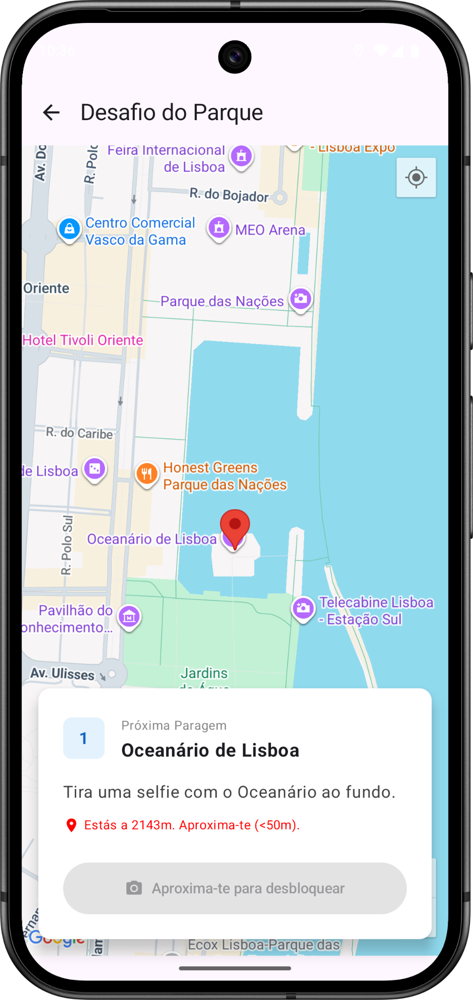 10:36
Desafio do Parque
Av. Do
R. Polo
Feira Internacional
de Lisboa
- Lisboa Expo
R. do Bojador
Centro Comercial
Vasco da Gama
MEO Arena
Oriente
Parque das Nações
Hotel Tivoli Oriente
R. do Caribe
de Lisboa
Honest Greens
Parque das Nações
R. Polo Sul
Oceanário de Lisboa
Pavilhão do
onhecimento...
Telecabine Lisboa
- Estação Sul
Av. Ulisses
Jardins
da Água
1
Próxima Paragem
Oceanário de Lisboa
Tira uma selfie com o Oceanário ao fundo.
Estás a 2143m. Aproxima-te (<50m).
Aproxima-te para desbloquear
Google
Ecox Lisboa-Parque das